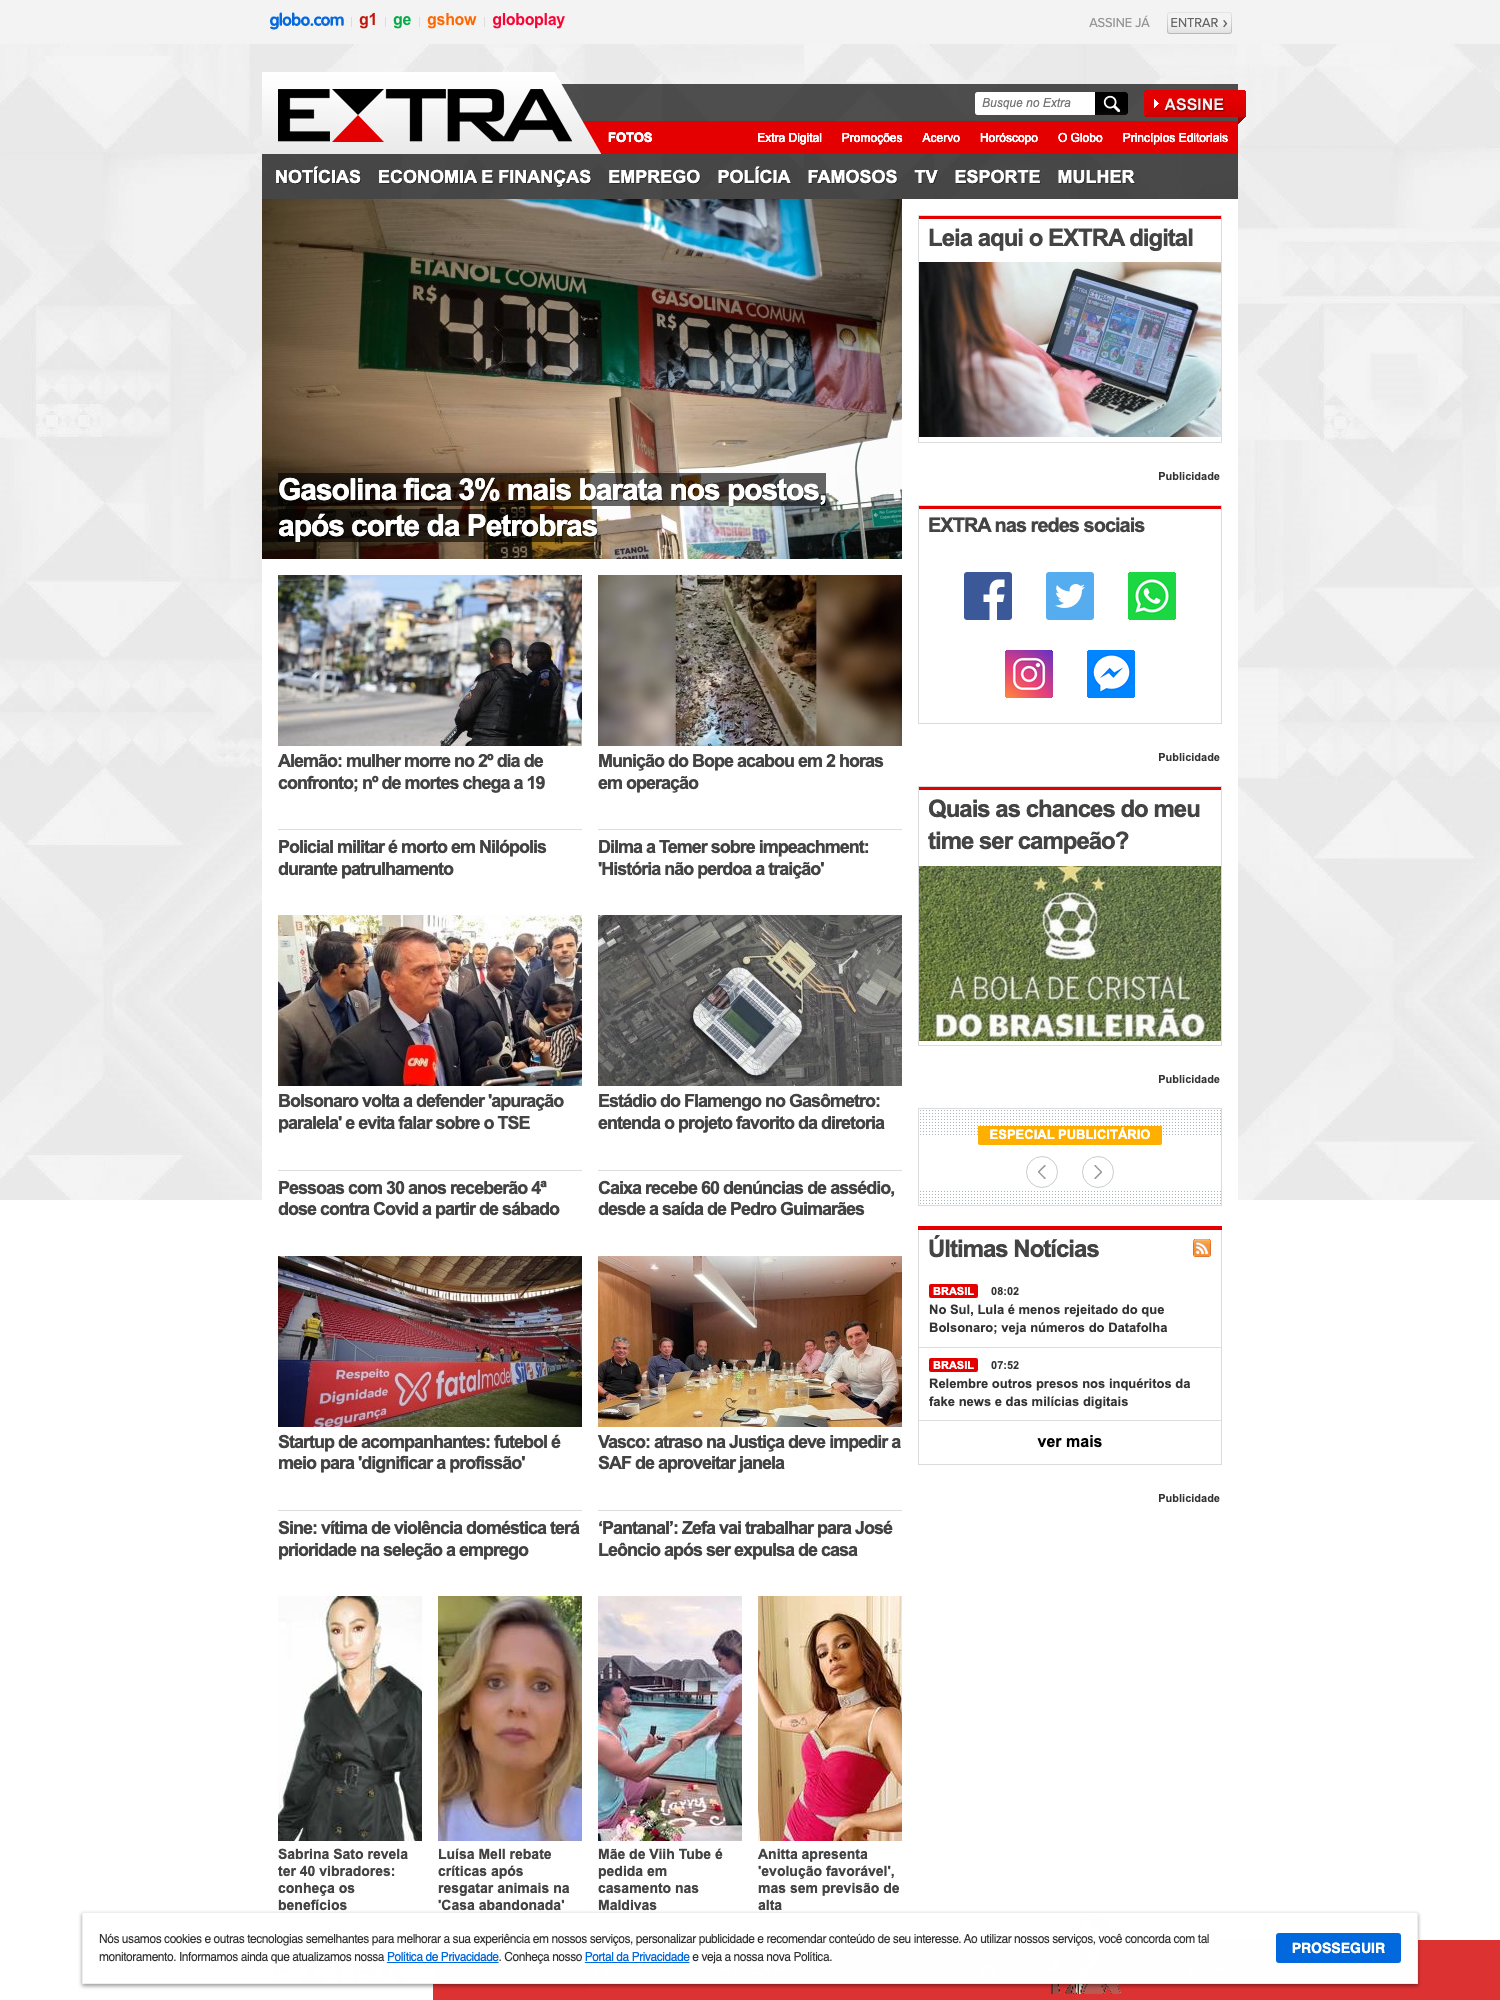 globo.com
g1
ge
gshow
globoplay
ASSINE JÁ
ENTRAR ›
EXTRA
Busque no Extra
ASSINE
FOTOS
Extra Digital
Promoções
Acervo
Horóscopo
O Globo
Princípios Editoriais
NOTÍCIAS
ECONOMIA E FINANÇAS
EMPREGO
POLÍCIA
FAMOSOS
TV
ESPORTE
MULHER
ETANOL COMUM
R$ 4,79
GASOLINA COMUM
R$ 5,89
9.99
ETANOL
COMUM
Gasolina fica 3% mais barata nos postos,
após corte da Petrobras
Alemão: mulher morre no 2º dia de
confronto; nº de mortes chega a 19
Munição do Bope acabou em 2 horas
em operação
Policial militar é morto em Nilópolis
durante patrulhamento
Dilma a Temer sobre impeachment:
'História não perdoa a traição'
CNN
Bolsonaro volta a defender 'apuração
paralela' e evita falar sobre o TSE
Estádio do Flamengo no Gasômetro:
entenda o projeto favorito da diretoria
Pessoas com 30 anos receberão 4ª
dose contra Covid a partir de sábado
Caixa recebe 60 denúncias de assédio,
desde a saída de Pedro Guimarães
Respeito
Dignidade
Segurança
fatalmodel
Startup de acompanhantes: futebol é
meio para 'dignificar a profissão'
Vasco: atraso na Justiça deve impedir a
SAF de aproveitar janela
Sine: vítima de violência doméstica terá
prioridade na seleção a emprego
‘Pantanal’: Zefa vai trabalhar para José
Leôncio após ser expulsa de casa
Sabrina Sato revela
ter 40 vibradores:
conheça os
benefícios
Luísa Mell rebate
críticas após
resgatar animais na
'Casa abandonada'
Mãe de Viih Tube é
pedida em
casamento nas
Maldivas
Anitta apresenta
'evolução favorável',
mas sem previsão de
alta
Leia aqui o EXTRA digital
Publicidade
EXTRA nas redes sociais
Publicidade
Quais as chances do meu
time ser campeão?
A BOLA DE CRISTAL
DO BRASILEIRÃO
Publicidade
ESPECIAL PUBLICITÁRIO
Últimas Notícias
BRASIL 08:02
No Sul, Lula é menos rejeitado do que
Bolsonaro; veja números do Datafolha
BRASIL 07:52
Relembre outros presos nos inquéritos da
fake news e das milícias digitais
ver mais
Publicidade
Nós usamos cookies e outras tecnologias semelhantes para melhorar a sua experiência em nossos serviços, personalizar publicidade e recomendar conteúdo de seu interesse. Ao utilizar nossos serviços, você concorda com tal
monitoramento. Informamos ainda que atualizamos nossa Política de Privacidade. Conheça nosso Portal da Privacidade e veja a nossa nova Política.
PROSSEGUIR